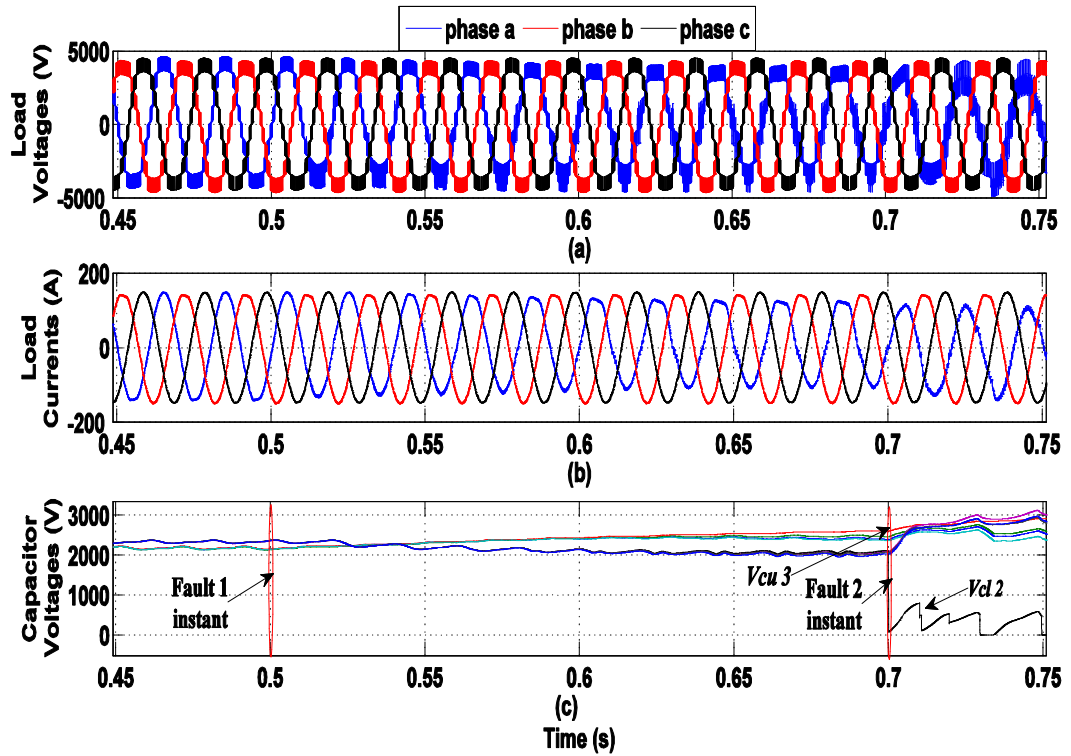 phase a phase b phase c
Load
Voltages (V)
5000
0
-5000
0.45 0.5 0.55 0.6 0.65 0.7 0.75
(a)
Load
Currents (A)
200
0
-200
0.45 0.5 0.55 0.6 0.65 0.7 0.75
(b)
Capacitor
Voltages (V)
3000
2000
1000
0
Fault 1
instant
Vcu 3
Fault 2
instant
Vcl 2
0.45 0.5 0.55 0.6 0.65 0.7 0.75
(c)
Time (s)